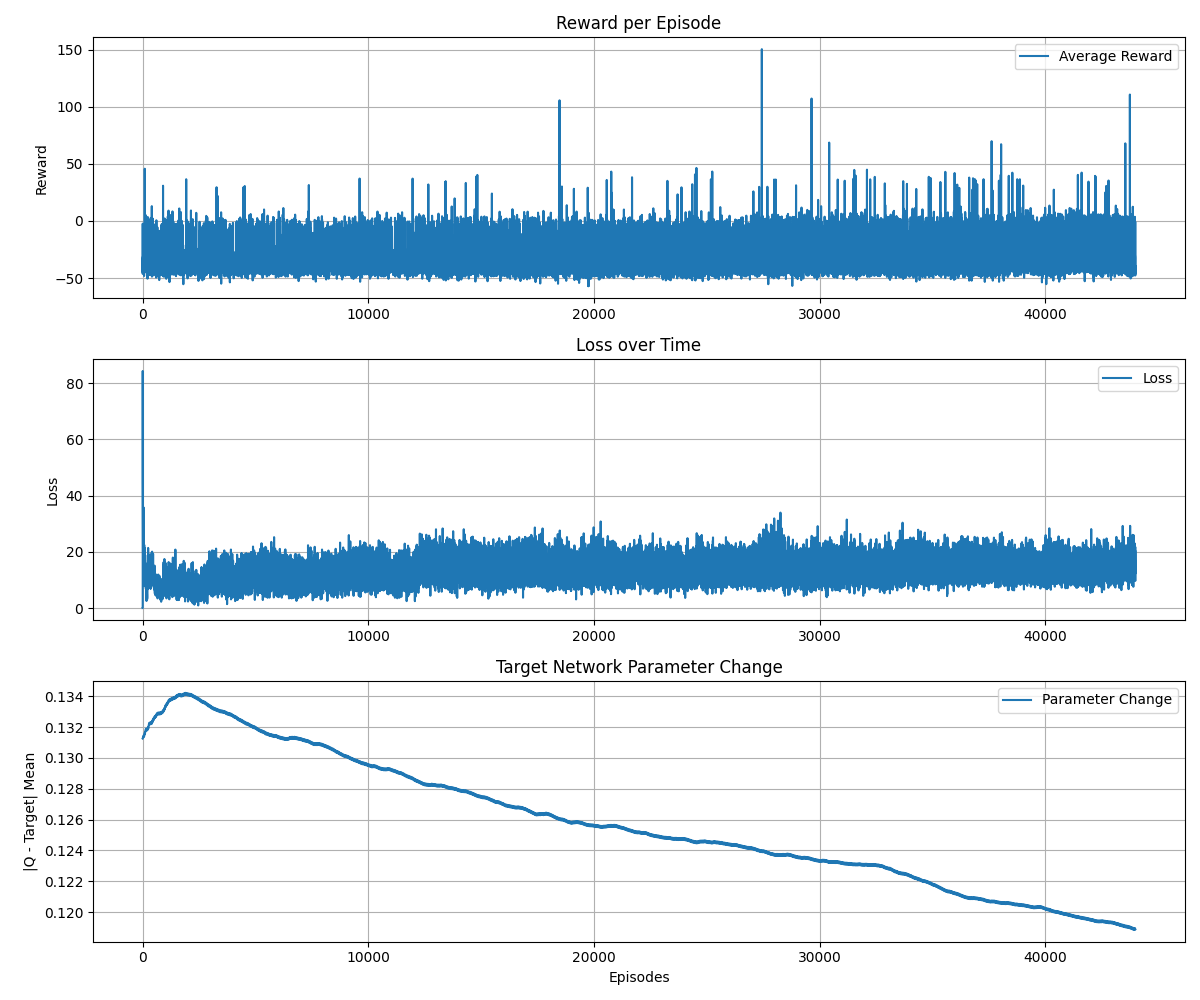 Reward per Episode
Average Reward
Reward
150
100
50
0
−50
0 10000 20000 30000 40000
Loss over Time
Loss
Loss
80
60
40
20
0
0 10000 20000 30000 40000
Target Network Parameter Change
Parameter Change
|Q - Target| Mean
0.134
0.132
0.130
0.128
0.126
0.124
0.122
0.120
0 10000 20000 30000 40000
Episodes